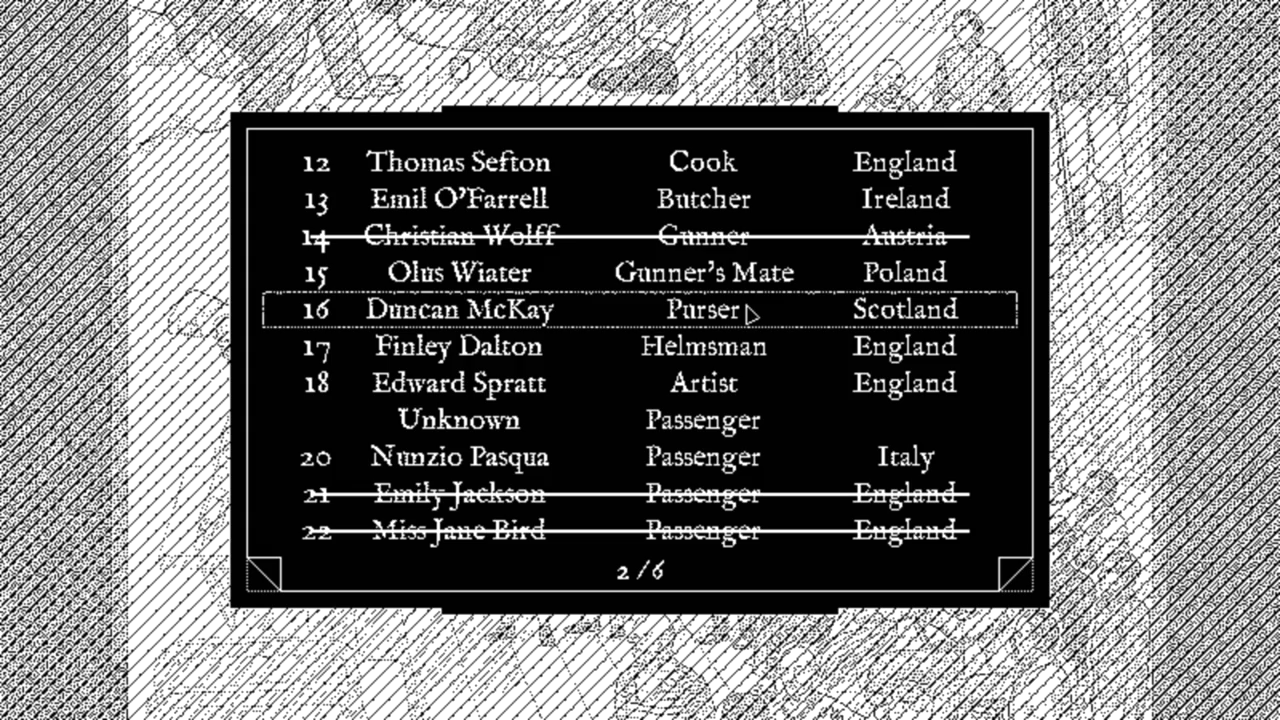 12 Thomas Sefton Cook England
13 Emil O'Farrell Butcher Ireland
14 Christian Wolff Gunner Austria
15 Olus Wiater Gunner's Mate Poland
16 Duncan McKay Purser Scotland
17 Finley Dalton Helmsman England
18 Edward Spratt Artist England
Unknown Passenger
20 Nunzio Pasqua Passenger Italy
21 Emily Jackson Passenger England
22 Miss Jane Bird Passenger England
2 / 6